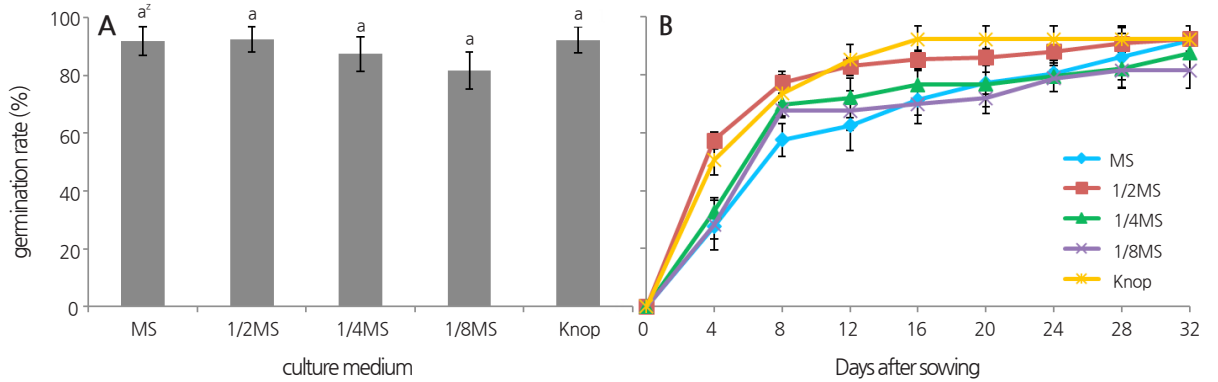 A
B
germination rate (%)
100
80
60
40
20
0
aᶻ
a
a
a
a
MS
1/2MS
1/4MS
1/8MS
Knop
culture medium
MS
1/2MS
1/4MS
1/8MS
Knop
0
4
8
12
16
20
24
28
32
Days after sowing